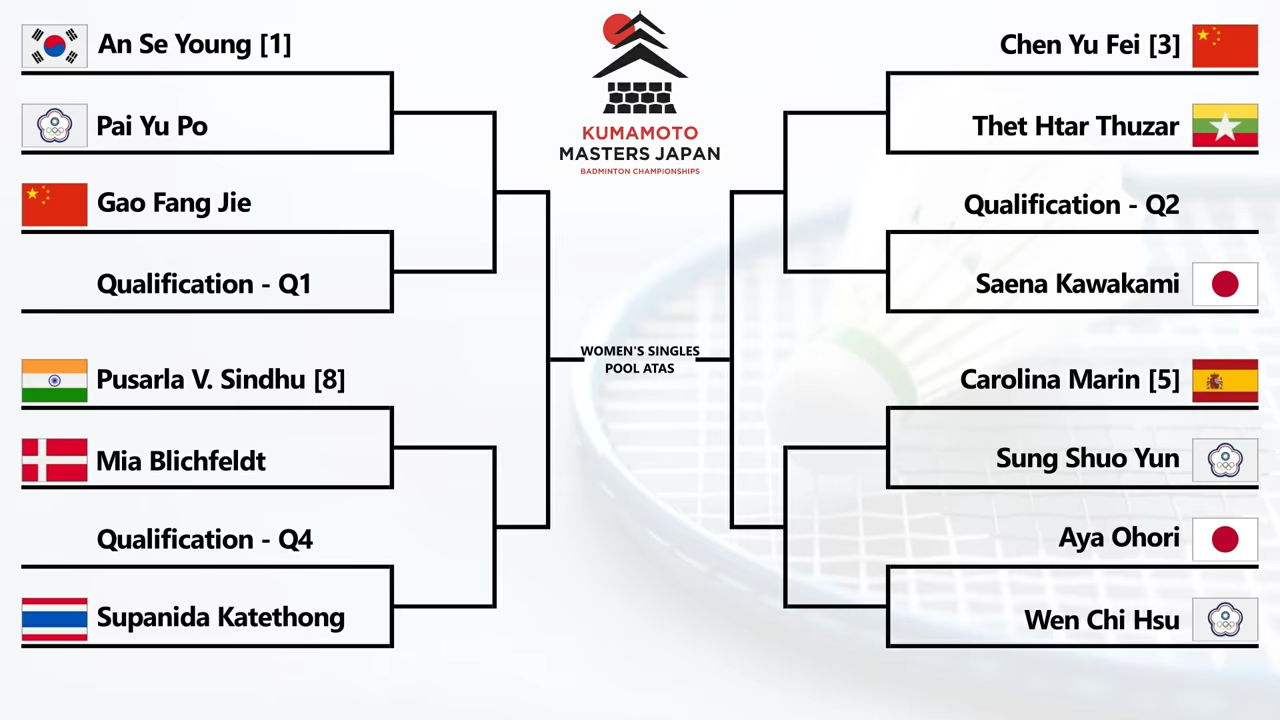 An Se Young [1]
Pai Yu Po
Gao Fang Jie
Qualification - Q1
Pusarla V. Sindhu [8]
Mia Blichfeldt
Qualification - Q4
Supanida Katethong
KUMAMOTO
MASTERS JAPAN
BADMINTON CHAMPIONSHIPS
WOMEN'S SINGLES
POOL ATAS
Chen Yu Fei [3]
Thet Htar Thuzar
Qualification - Q2
Saena Kawakami
Carolina Marin [5]
Sung Shuo Yun
Aya Ohori
Wen Chi Hsu